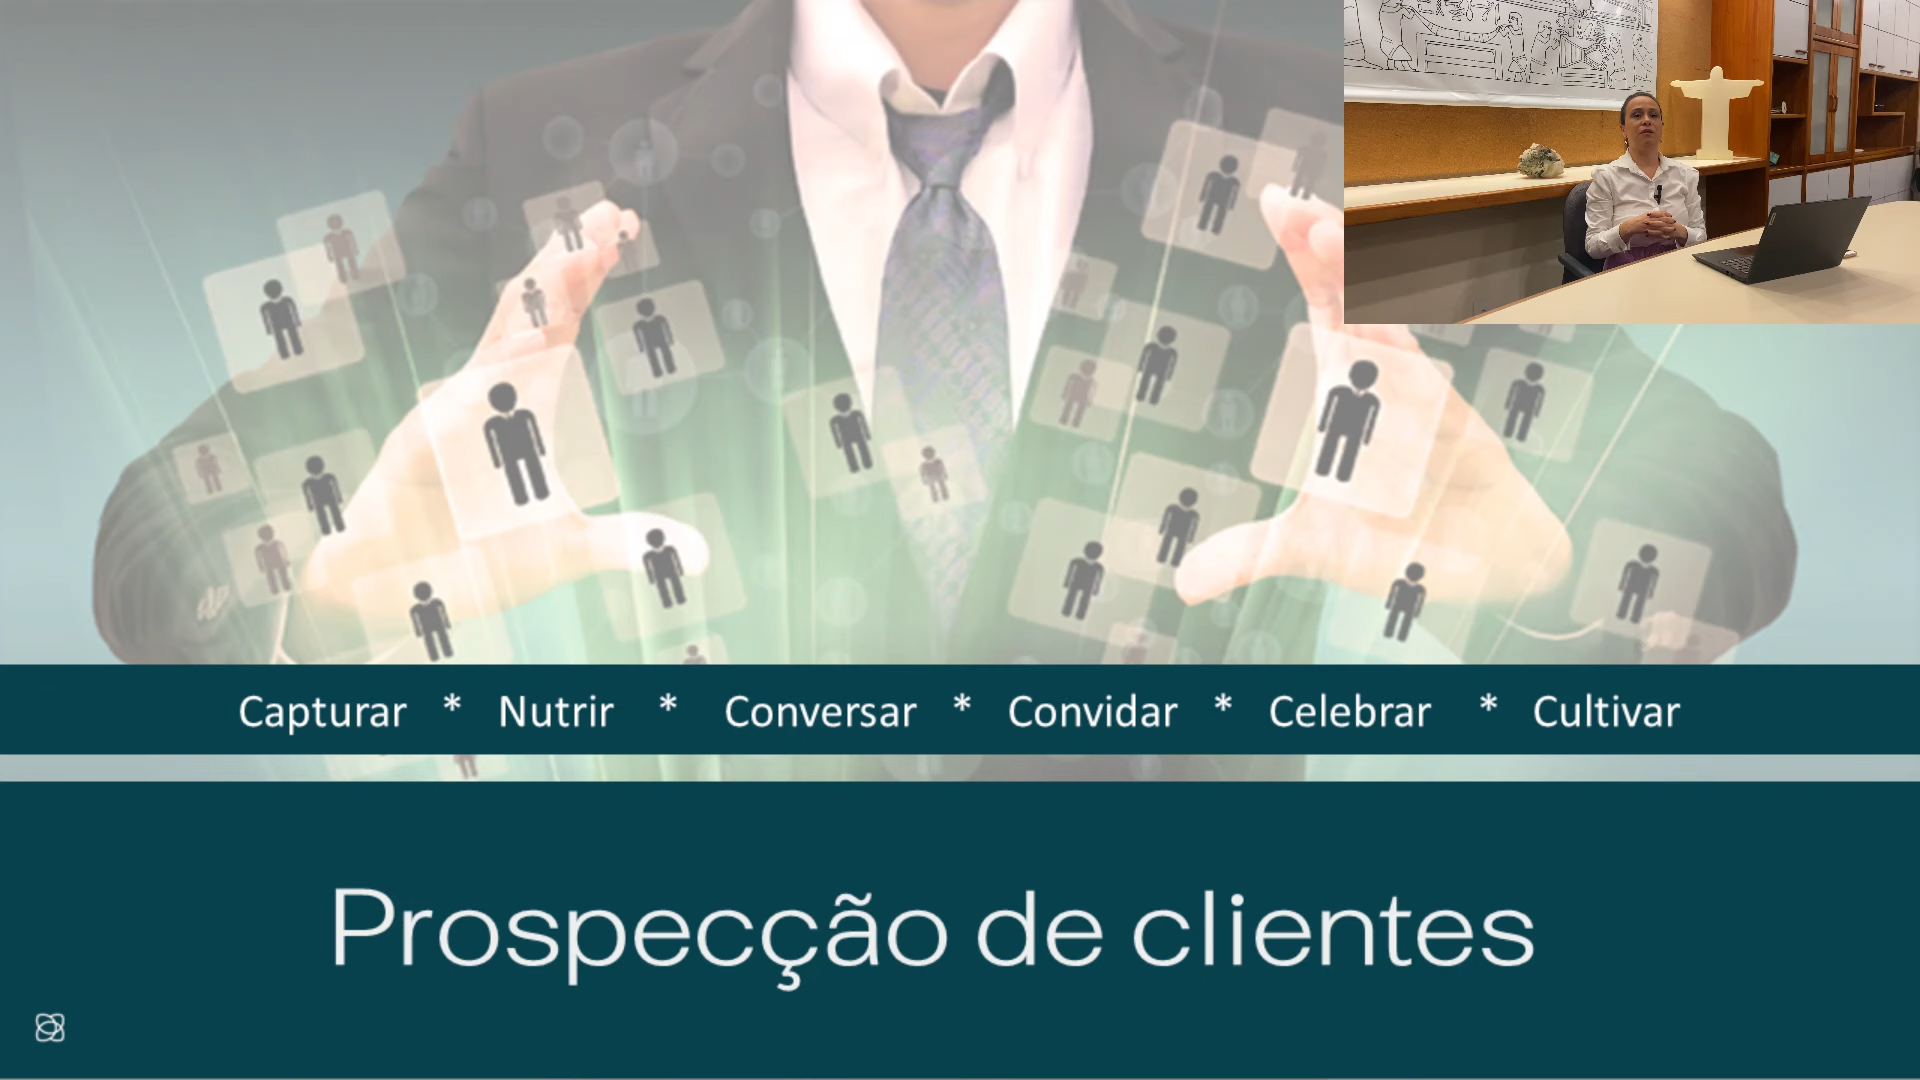 Capturar * Nutrir * Conversar * Convidar * Celebrar * Cultivar
Prospecção de clientes